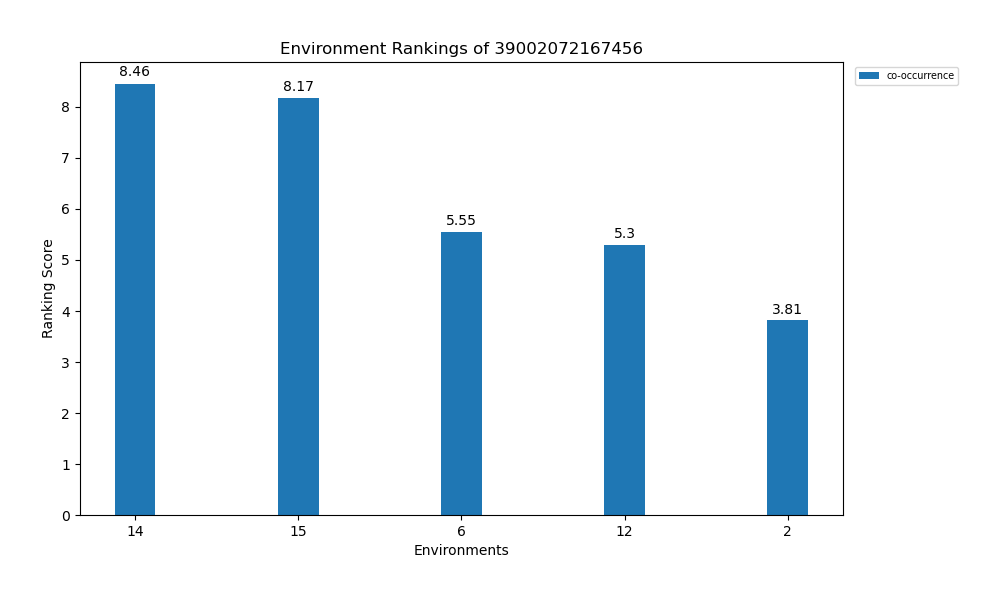 Environment Rankings of 39002072167456
co-occurrence
8.46
8.17
5.55
5.3
3.81
Ranking Score
8
7
6
5
4
3
2
1
0
14 15 6 12 2
Environments